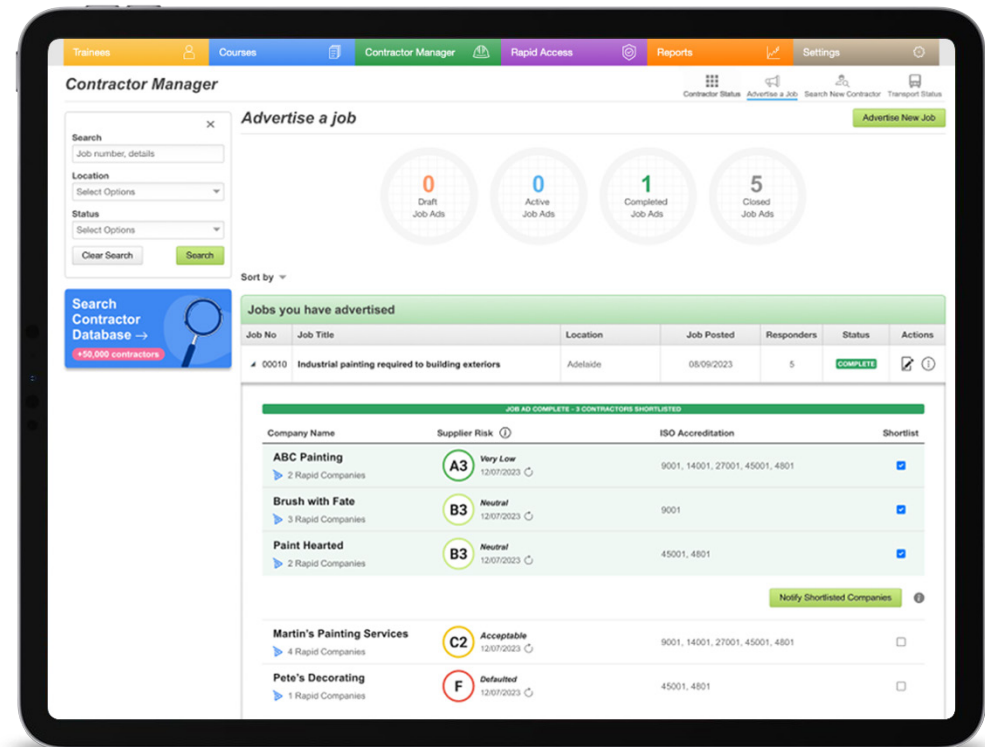 Trainees
Courses
Contractor Manager
Rapid Access
Reports
Settings
Contractor Manager
Contractor Status
Advertise a Job
Search New Contractor
Transport Status
Search
Job number, details
Location
Select Options
Status
Select Options
Clear Search
Search
Search
Contractor
Database →
+50,000 contractors
Advertise a job
Advertise New Job
0
Draft
Job Ads
0
Active
Job Ads
1
Completed
Job Ads
5
Closed
Job Ads
Sort by
Jobs you have advertised
Job No Job Title Location Job Posted Responders Status Actions
00010 Industrial painting required to building exteriors Adelaide 08/09/2023 5 COMPLETE
JOB AD COMPLETE - 3 CONTRACTORS SHORTLISTED
Company Name Supplier Risk ISO Accreditation Shortlist
ABC Painting
2 Rapid Companies
A3
Very Low
12/07/2023
9001, 14001, 27001, 45001, 4801
Brush with Fate
3 Rapid Companies
B3
Neutral
12/07/2023
9001
Paint Hearted
2 Rapid Companies
B3
Neutral
12/07/2023
45001, 4801
Notify Shortlisted Companies
Martin's Painting Services
4 Rapid Companies
C2
Acceptable
12/07/2023
9001, 14001, 27001, 45001, 4801
Pete's Decorating
1 Rapid Companies
F
Defaulted
12/07/2023
45001, 4801